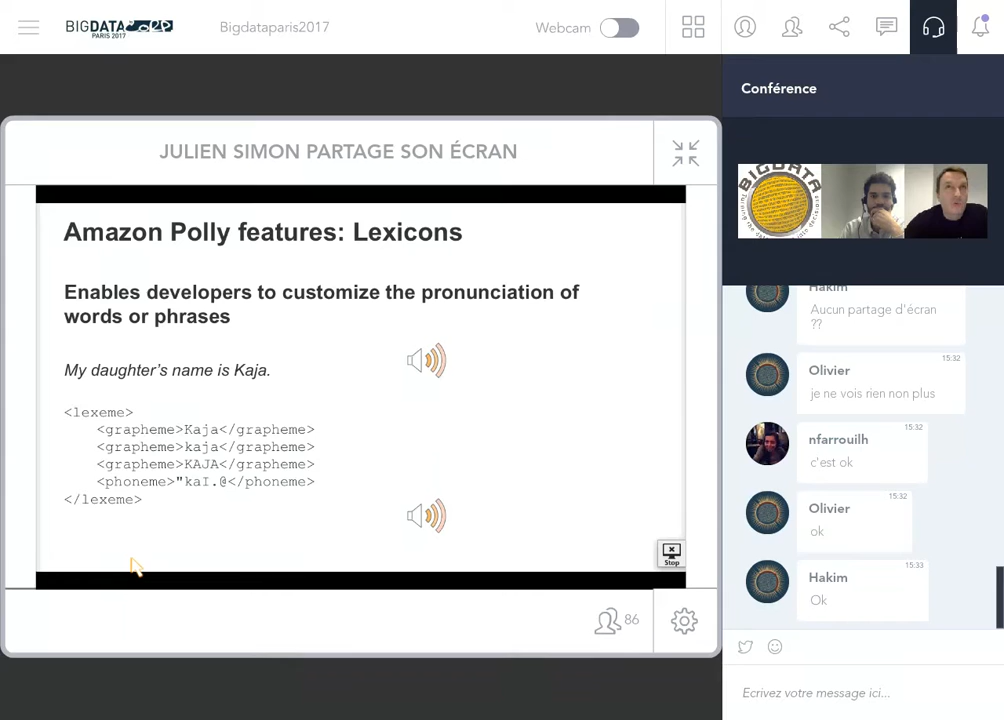 BIGDATA
PARIS 2017
Bigdataparis2017
Webcam
JULIEN SIMON PARTAGE SON ÉCRAN
Amazon Polly features: Lexicons
Enables developers to customize the pronunciation of
words or phrases
My daughter's name is Kaja.
<lexeme>
<grapheme>Kaja</grapheme>
<grapheme>kaja</grapheme>
<grapheme>KAJA</grapheme>
<phoneme>"kaI.@</phoneme>
</lexeme>
Stop
86
Conférence
BIGDATA
Hakim
Aucun partage d'écran
??
Olivier
15:32
je ne vois rien non plus
nfarrouilh
15:32
c'est ok
Olivier
15:32
ok
Hakim
15:33
Ok
Ecrivez votre message ici...